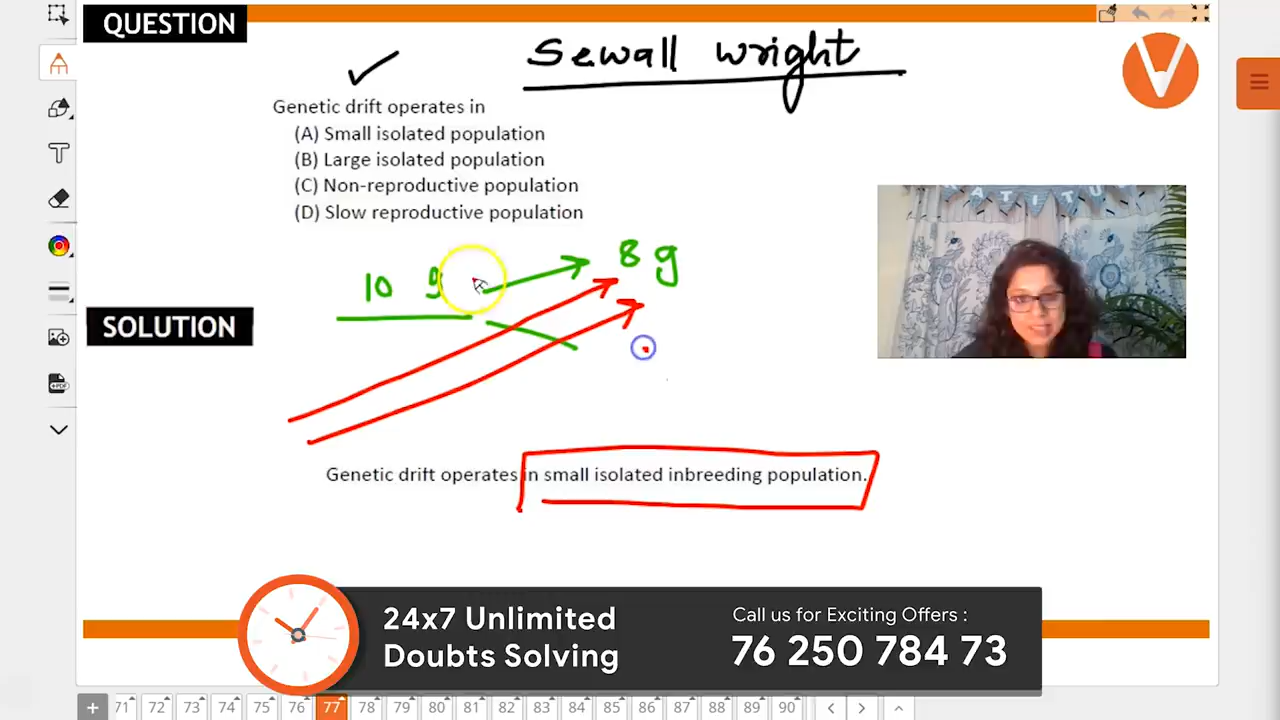 QUESTION
Sewall wright
Genetic drift operates in
(A) Small isolated population
(B) Large isolated population
(C) Non-reproductive population
(D) Slow reproductive population
10 g
8 g
SOLUTION
Genetic drift operates in small isolated inbreeding population.
24x7 Unlimited
Doubts Solving
Call us for Exciting Offers :
76 250 784 73
71 72 73 74 75 76 77 78 79 80 81 82 83 84 85 86 87 88 89 90